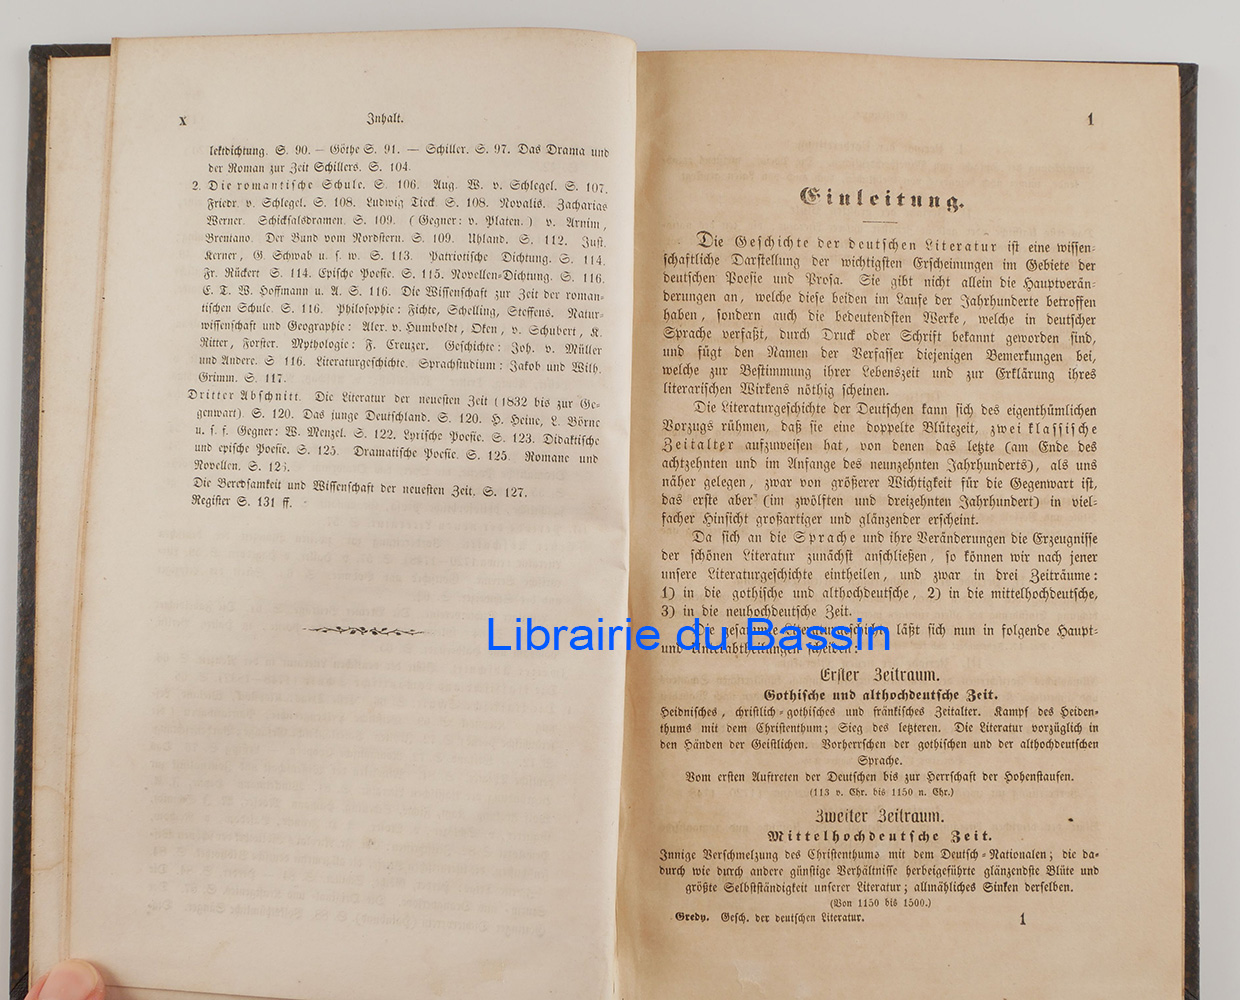 x Inhalt.
lektdichtung. S. 90. — Göthe S. 91. — Schiller. S. 97. Das Drama und
der Roman zur Zeit Schillers. S. 104.
2. Die romantische Schule. S. 106. Aug. W. v. Schlegel. S. 107.
Friedr. v. Schlegel. S. 108. Ludwig Tieck. S. 108. Novalis. Zacharias
Werner. Schicksalsdramen. S. 109. (Gegner: v. Platen.) v. Arnim,
Brentano. Der Bund vom Nordstern. S. 109. Uhland. S. 112. Just.
Kerner, G. Schwab u. s. w. S. 113. Patriotische Dichtung. S. 114.
Fr. Rückert S. 114. Epische Poesie. S. 115. Novellen-Dichtung. S. 116.
E. T. W. Hoffmann u. A. S. 116. Die Wissenschaft zur Zeit der roman-
tischen Schule. S. 116. Philosophie: Fichte, Schelling, Steffens. Natur-
wissenschaft und Geographie: Alex. v. Humboldt, Oken, v. Schubert, K.
Ritter, Forster. Mythologie: F. Creuzer. Geschichte: Joh. v. Müller
und Andere. S 116. Literaturgeschichte. Sprachstudium: Jakob und Wilh.
Grimm. S. 117.
Dritter Abschnitt. Die Literatur der neuesten Zeit (1832 bis zur Ge-
genwart). S. 120. Das junge Deutschland. S. 120. H. Heine, L. Börne
u. s. f. Gegner: W. Menzel. S. 122. Lyrische Poesie. S. 123. Didaktische
und epische Poesie. S. 125. Dramatische Poesie. S. 125. Romane und
Novellen. S.
Die Beredsamkeit und Wissenschaft der neuesten Zeit. S. 127.
Register S. 131 ff.
1
Einleitung.
Die Geschichte der deutschen Literatur ist eine wissen-
schaftliche Darstellung der wichtigsten Erscheinungen im Gebiete der
deutschen Poesie und Prosa. Sie gibt nicht allein die Hauptverän-
derungen an, welche diese beiden im Laufe der Jahrhunderte betroffen
haben, sondern auch die bedeutendsten Werke, welche in deutscher
Sprache verfaßt, durch Druck oder Schrift bekannt geworden sind,
und fügt den Namen der Verfasser diejenigen Bemerkungen bei,
welche zur Bestimmung ihrer Lebenszeit und zur Erklärung ihres
literarischen Wirkens nöthig scheinen.
Die Literaturgeschichte der Deutschen kann sich des eigenthümlichen
Vorzugs rühmen, daß sie eine doppelte Blütezeit, zwei klassische
Zeitalter aufzuweisen hat, von denen das letzte (am Ende des
achtzehnten und im Anfange des neunzehnten Jahrhunderts), als uns
näher gelegen, zwar von größerer Wichtigkeit für die Gegenwart ist,
das erste aber (im zwölften und dreizehnten Jahrhundert) in viel-
facher Hinsicht großartiger und glänzender erscheint.
Da sich an die Sprache und ihre Veränderungen die Erzeugnisse
der schönen Literatur zunächst anschließen, so können wir nach jener
unsere Literaturgeschichte eintheilen, und zwar in drei Zeiträume:
1) in die gothische und althochdeutsche, 2) in die mittelhochdeutsche,
3) in die neuhochdeutsche Zeit.
Die gesammte Literaturgeschichte läßt sich nun in folgende Haupt-
und Unterabtheilungen scheiden:
Librairie du Bassin
Erster Zeitraum.
Gothische und althochdeutsche Zeit.
Heidnisches, christlich-gothisches und fränkisches Zeitalter. Kampf des Heiden-
thums mit dem Christenthum; Sieg des letzteren. Die Literatur vorzüglich in
den Händen der Geistlichen. Vorherrschen der gothischen und der althochdeutschen
Sprache.
Vom ersten Auftreten der Deutschen bis zur Herrschaft der Hohenstaufen.
(113 v. Chr. bis 1150 n. Chr.)
Zweiter Zeitraum.
Mittelhochdeutsche Zeit.
Innige Verschmelzung des Christenthums mit dem Deutsch-Nationalen; die da-
durch wie durch andere günstige Verhältnisse herbeigeführte glänzendste Blüte und
größte Selbstständigkeit unserer Literatur; allmähliches Sinken derselben.
(Von 1150 bis 1500.)
Gredy. Gesch. der deutschen Literatur. 1